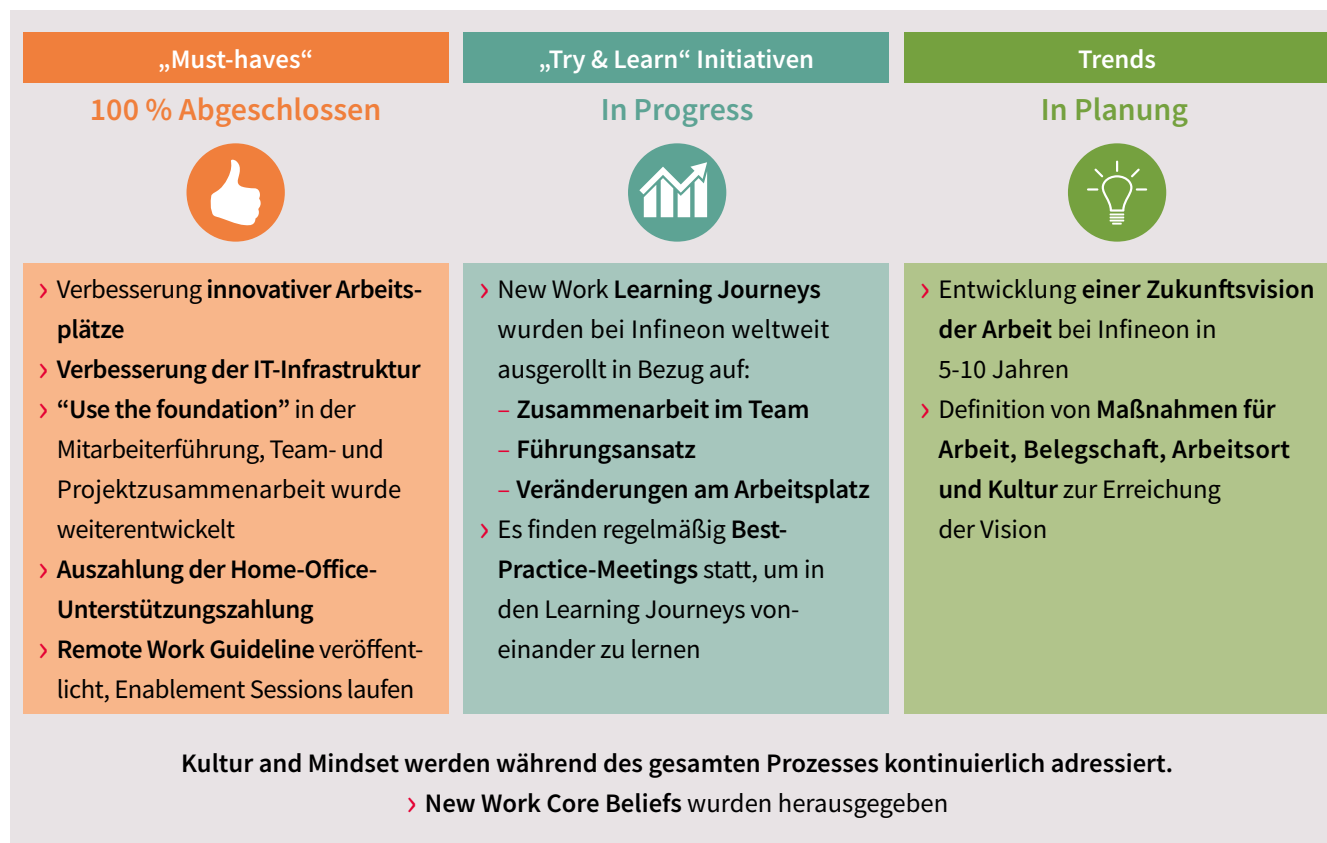 „Must-haves“
100 % Abgeschlossen
› Verbesserung innovativer Arbeits-
plätze
› Verbesserung der IT-Infrastruktur
› “Use the foundation” in der
Mitarbeiterführung, Team- und
Projektzusammenarbeit wurde
weiterentwickelt
› Auszahlung der Home-Office-
Unterstützungszahlung
› Remote Work Guideline veröffent-
licht, Enablement Sessions laufen
„Try & Learn“ Initiativen
In Progress
› New Work Learning Journeys
wurden bei Infineon weltweit
ausgerollt in Bezug auf:
– Zusammenarbeit im Team
– Führungsansatz
– Veränderungen am Arbeitsplatz
› Es finden regelmäßig Best-
Practice-Meetings statt, um in
den Learning Journeys von-
einander zu lernen
Trends
In Planung
› Entwicklung einer Zukunftsvision
der Arbeit bei Infineon in
5-10 Jahren
› Definition von Maßnahmen für
Arbeit, Belegschaft, Arbeitsort
und Kultur zur Erreichung
der Vision
Kultur and Mindset werden während des gesamten Prozesses kontinuierlich adressiert.
› New Work Core Beliefs wurden herausgegeben